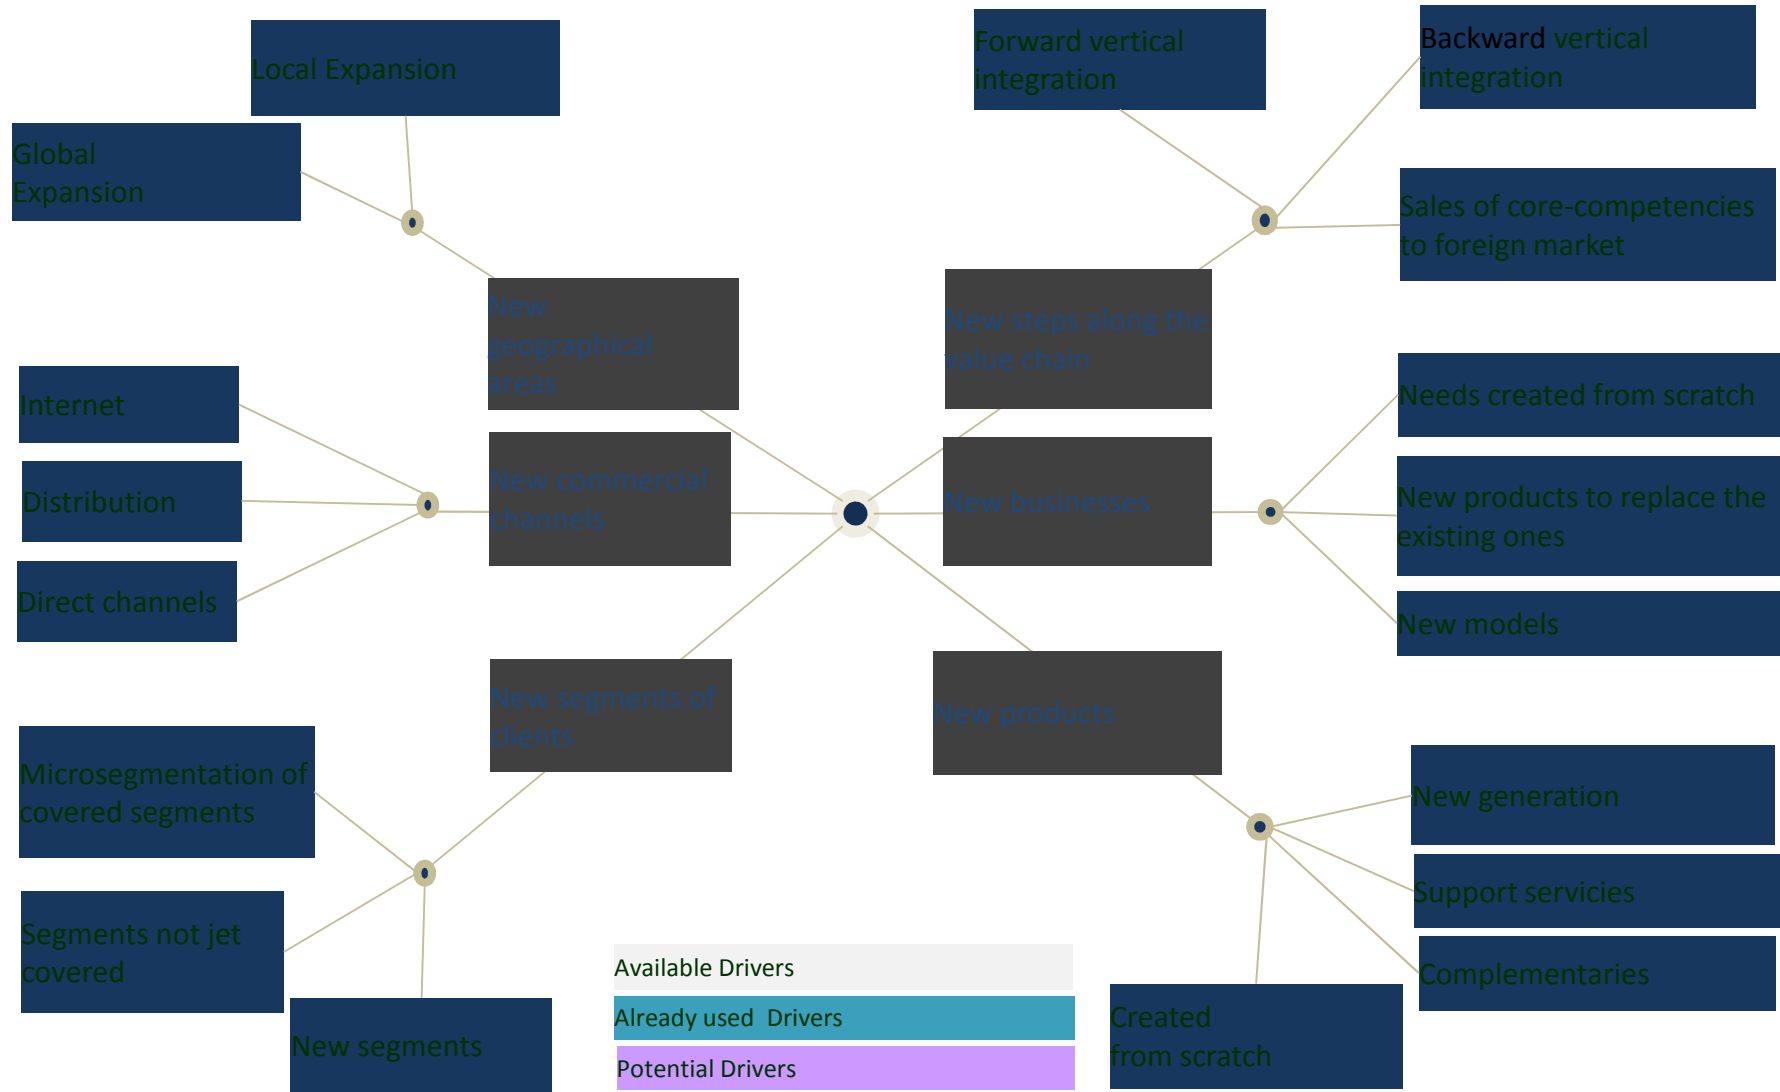 Local Expansion
Global
Expansion
Forward vertical
integration
Backward vertical
integration
Sales of core-competencies
to foreign market
New
geographical
areas
New steps along the
value chain
Internet
Distribution
Direct channels
New commercial
channels
New businesses
Needs created from scratch
New products to replace the
existing ones
New models
New segments of
clients
New products
Microsegmentation of
covered segments
Segments not jet
covered
New segments
New generation
Support servicies
Complementaries
Created
from scratch
Available Drivers
Already used  Drivers
Potential Drivers